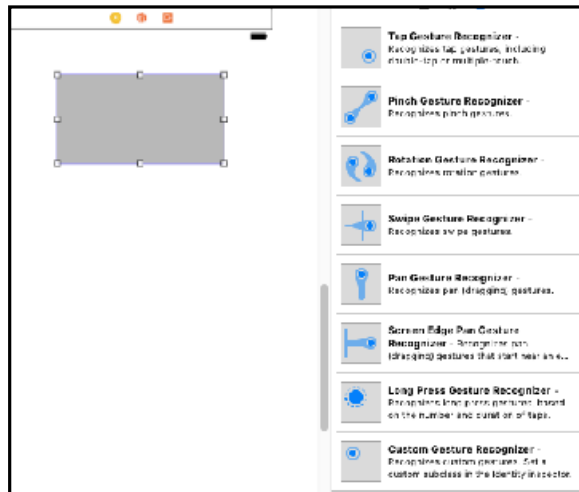 Tap Gesture Recognizer -
Recognizes tap gestures, including
double-tap or multiple-touch.
Pinch Gesture Recognizer -
Recognizes pinch gestures.
Rotation Gesture Recognizer -
Recognizes rotation gestures.
Swipe Gesture Recognizer -
Recognizes swipe gestures.
Pan Gesture Recognizer -
Recognizes pan (dragging) gestures.
Screen Edge Pan Gesture
Recognizer - Recognizes pan
(dragging) gestures that start near an e...
Long Press Gesture Recognizer -
Recognizes long press gestures, based
on the number and duration of taps.
Custom Gesture Recognizer -
Recognizes custom gestures. Set a
custom subclass in the identity inspector.